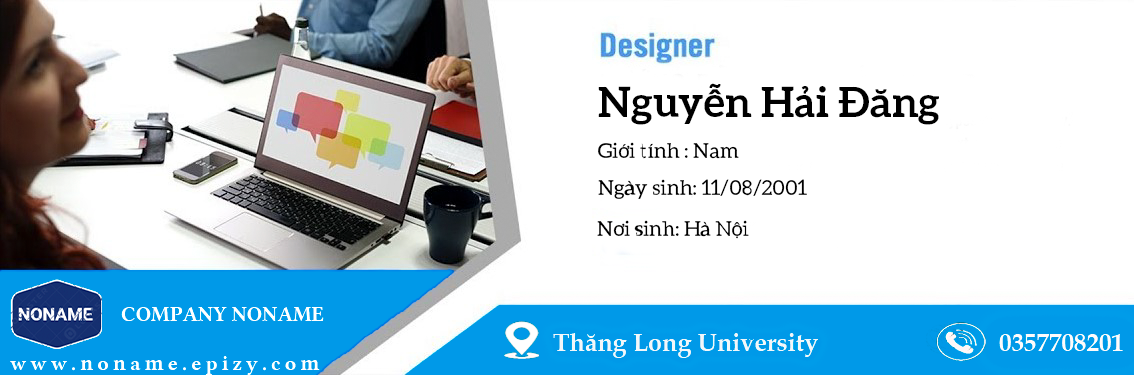 Designer
Nguyễn Hải Đăng
Giới tính : Nam
Ngày sinh: 11/08/2001
Nơi sinh: Hà Nội
NONAME
COMPANY NONAME
www.noname.epizy.com
Thăng Long University
0357708201